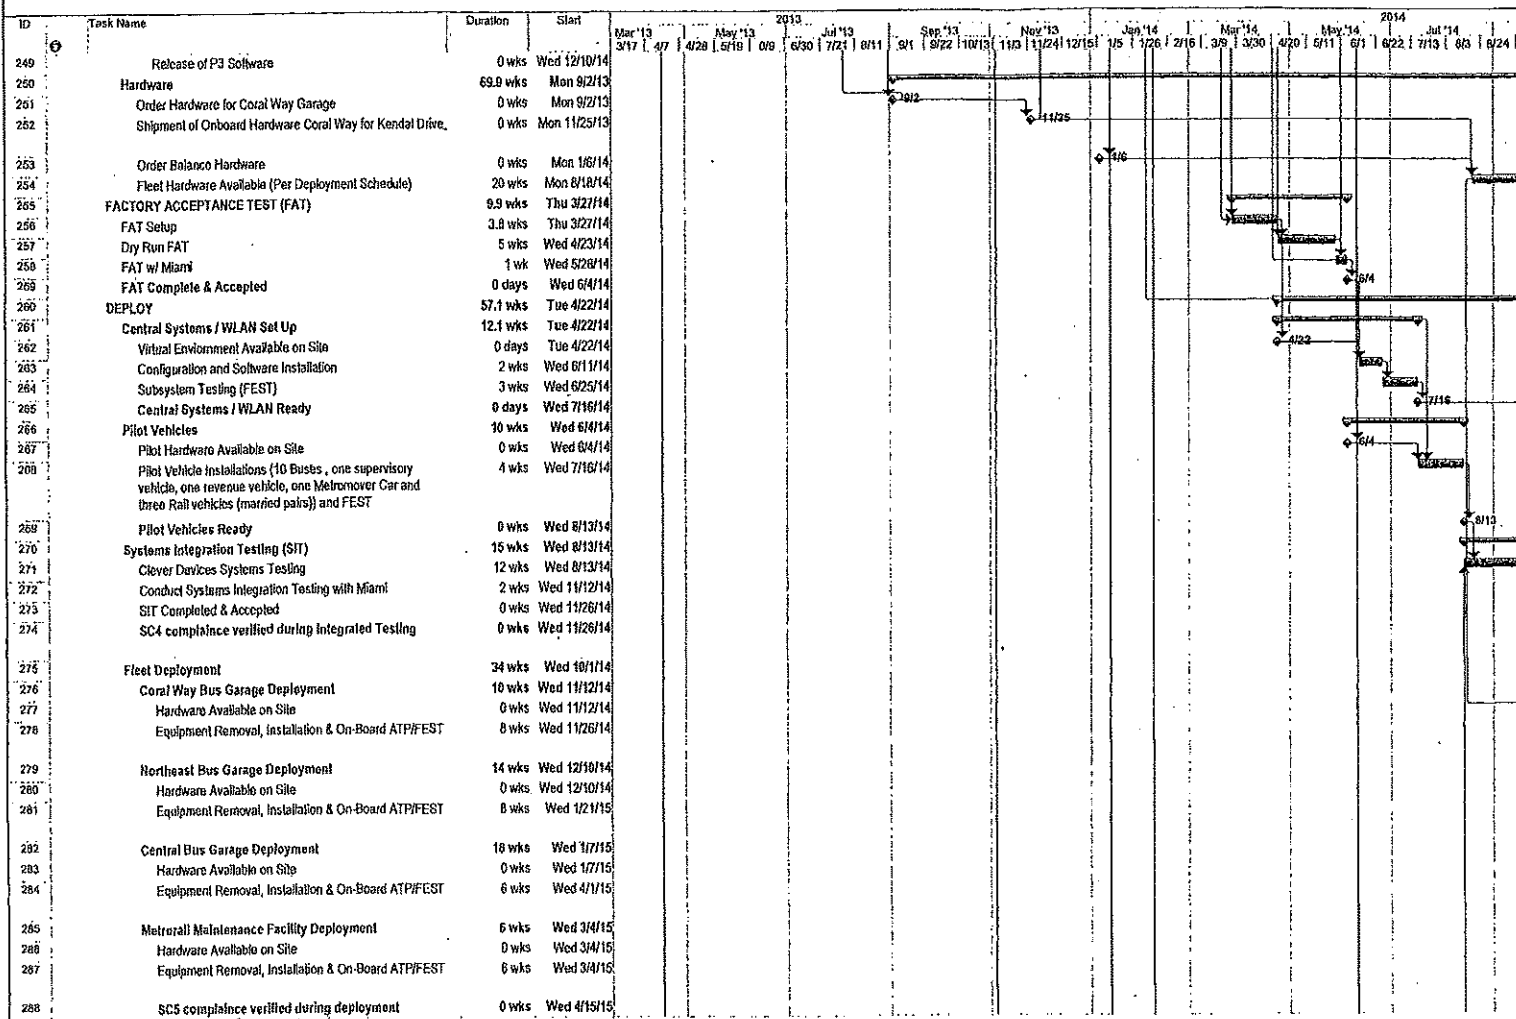 2013 2014
ID Task Name Duration Start Mar '13 May '13 Jul '13 Sep '13 Nov '13 Jan '14 Mar '14 May '14 Jul '14
3/17 4/7 4/28 5/19 6/30 7/21 8/11 9/1 9/22 10/13 11/3 11/24 12/15 1/5 1/26 2/16 3/9 3/30 4/20 5/11 6/1 6/22 7/13 8/3 8/24
249 Release of P3 Software 0 wks Wed 12/10/14
250 Hardware 69.9 wks Mon 9/2/13
251 Order Hardware for Coral Way Garage 0 wks Mon 9/2/13 9/2
252 Shipment of Onboard Hardware Coral Way for Kendal Drive. 0 wks Mon 11/25/13 11/25
253 Order Balance Hardware 0 wks Mon 1/6/14 1/6
254 Fleet Hardware Available (Per Deployment Schedule) 20 wks Mon 8/18/14
255 FACTORY ACCEPTANCE TEST (FAT) 9.9 wks Thu 3/27/14
256 FAT Setup 3.8 wks Thu 3/27/14
257 Dry Run FAT 5 wks Wed 4/23/14
258 FAT w/ Miami 1 wk Wed 5/28/14
259 FAT Complete & Accepted 0 days Wed 6/4/14 6/4
260 DEPLOY 57.1 wks Tue 4/22/14
261 Central Systems / WLAN Set Up 12.1 wks Tue 4/22/14
262 Virtual Enviornment Available on Site 0 days Tue 4/22/14 4/22
263 Configuration and Software Installation 2 wks Wed 6/11/14
264 Subsystem Testing (FEST) 3 wks Wed 6/25/14
265 Central Systems / WLAN Ready 0 days Wed 7/16/14 7/16
266 Pilot Vehicles 10 wks Wed 6/4/14
267 Pilot Hardware Available on Site 0 wks Wed 6/4/14 6/4
268 Pilot Vehicle Installations (10 Buses , one supervisory 4 wks Wed 7/16/14
vehicle, one revenue vehicle, one Metromover Car and
three Rail vehicles (married pairs)) and FEST
269 Pilot Vehicles Ready 0 wks Wed 8/13/14 8/13
270 Systems Integration Testing (SIT) 15 wks Wed 8/13/14
271 Clever Devices Systems Testing 12 wks Wed 8/13/14
272 Conduct Systems Integration Testing with Miami 2 wks Wed 11/12/14
273 SIT Completed & Accepted 0 wks Wed 11/26/14
274 SC4 complaince verified during Integrated Testing 0 wks Wed 11/26/14
275 Fleet Deployment 34 wks Wed 10/1/14
276 Coral Way Bus Garage Deployment 10 wks Wed 11/12/14
277 Hardware Available on Site 0 wks Wed 11/12/14
278 Equipment Removal, Installation & On-Board ATP/FEST 8 wks Wed 11/26/14
279 Northeast Bus Garage Deployment 14 wks Wed 12/10/14
280 Hardware Available on Site 0 wks Wed 12/10/14
281 Equipment Removal, Installation & On-Board ATP/FEST 8 wks Wed 1/21/15
282 Central Bus Garage Deployment 18 wks Wed 1/7/15
283 Hardware Available on Site 0 wks Wed 1/7/15
284 Equipment Removal, Installation & On-Board ATP/FEST 6 wks Wed 4/1/15
285 Metrorail Maintenance Facility Deployment 6 wks Wed 3/4/15
286 Hardware Available on Site 0 wks Wed 3/4/15
287 Equipment Removal, Installation & On-Board ATP/FEST 6 wks Wed 3/4/15
288 SC5 complaince verified during deployment 0 wks Wed 4/15/15